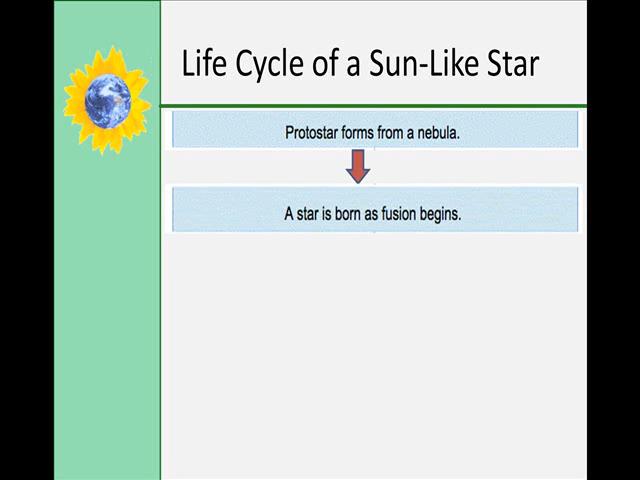 Life Cycle of a Sun-Like Star
Protostar forms from a nebula.
A star is born as fusion begins.